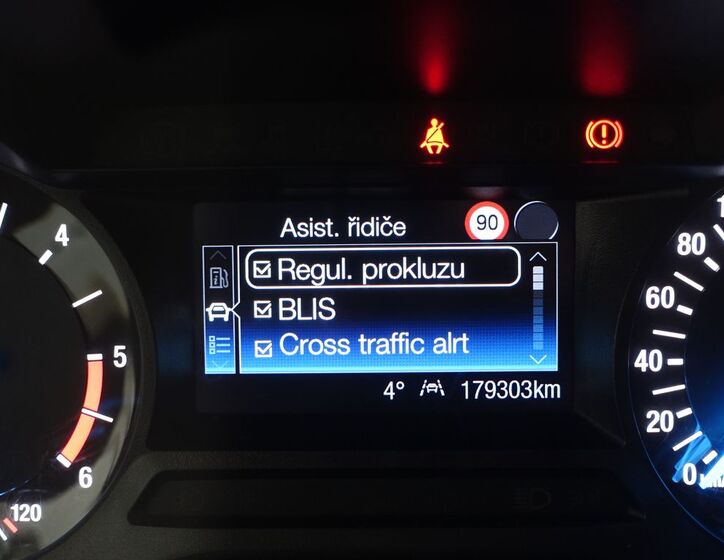 Asist. řidiče 90
Regul. prokluzu
BLIS
Cross traffic alrt
4° 179303km
4
5
6
120
80
60
40
20
0